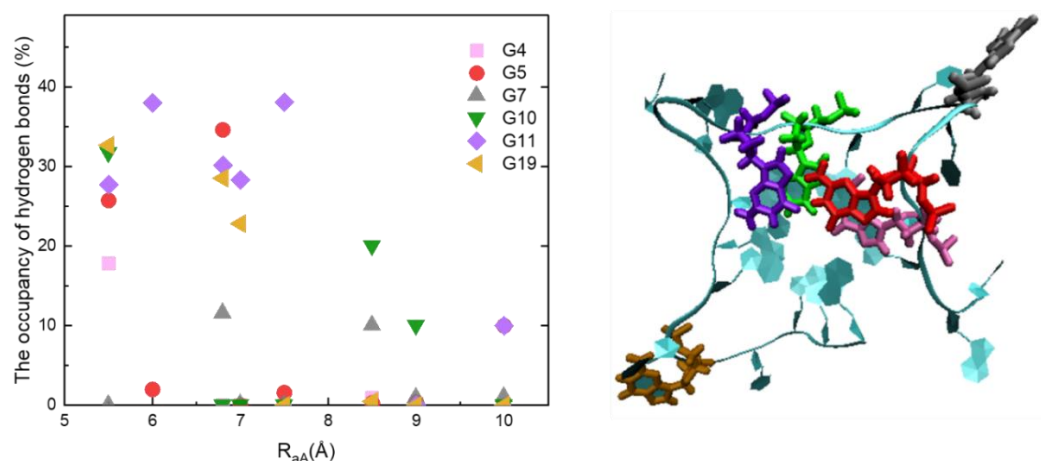 The occupancy of hydrogen bonds (%)
40
30
20
10
0
5 6 7 8 9 10
RaA(Å)
G4
G5
G7
G10
G11
G19